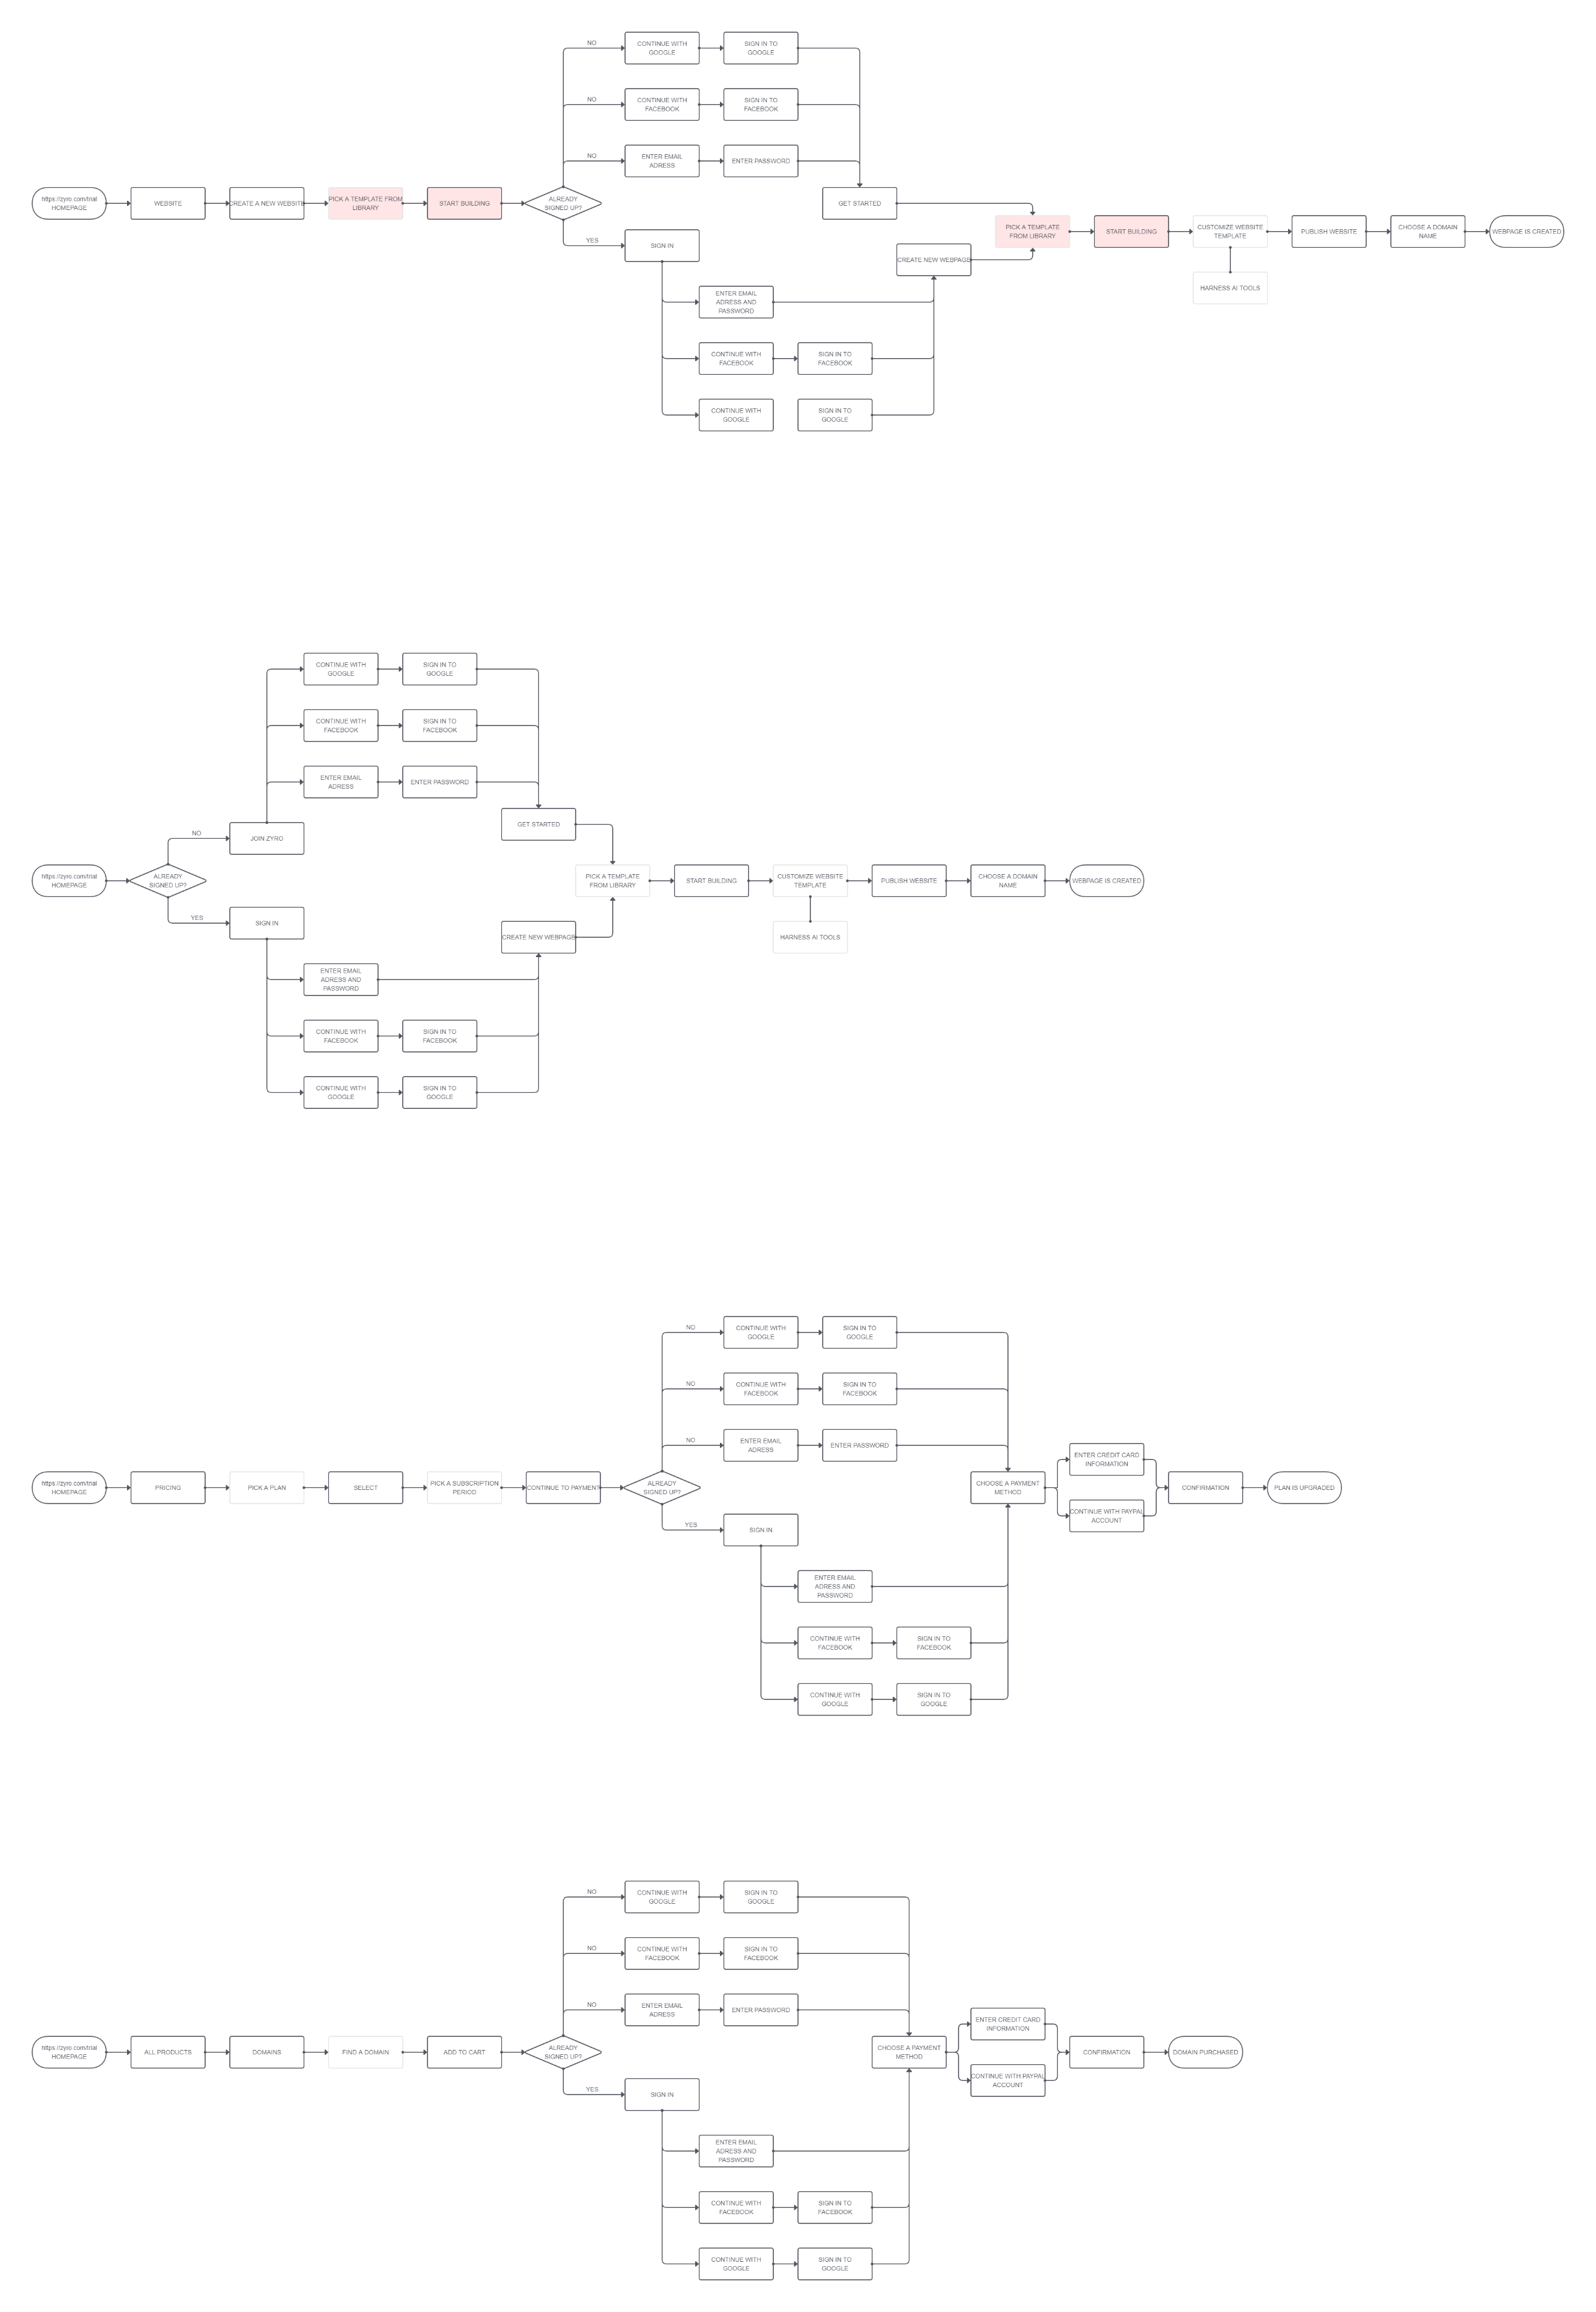 NO
CONTINUE WITH
GOOGLE
SIGN IN TO
GOOGLE
NO
CONTINUE WITH
FACEBOOK
SIGN IN TO
FACEBOOK
NO
ENTER EMAIL
ADRESS
ENTER PASSWORD
https://zyro.com/trial
HOMEPAGE
WEBSITE
CREATE A NEW WEBSITE
PICK A TEMPLATE FROM
LIBRARY
START BUILDING
ALREADY
SIGNED UP?
GET STARTED
YES
SIGN IN
PICK A TEMPLATE
FROM LIBRARY
START BUILDING
CUSTOMIZE WEBSITE
TEMPLATE
PUBLISH WEBSITE
CHOOSE A DOMAIN
NAME
WEBPAGE IS CREATED
CREATE NEW WEBPAGE
HARNESS AI TOOLS
ENTER EMAIL
ADRESS AND
PASSWORD
CONTINUE WITH
FACEBOOK
SIGN IN TO
FACEBOOK
CONTINUE WITH
GOOGLE
SIGN IN TO
GOOGLE
CONTINUE WITH
GOOGLE
SIGN IN TO
GOOGLE
CONTINUE WITH
FACEBOOK
SIGN IN TO
FACEBOOK
ENTER EMAIL
ADRESS
ENTER PASSWORD
GET STARTED
NO
JOIN ZYRO
https://zyro.com/trial
HOMEPAGE
ALREADY
SIGNED UP?
PICK A TEMPLATE
FROM LIBRARY
START BUILDING
CUSTOMIZE WEBSITE
TEMPLATE
PUBLISH WEBSITE
CHOOSE A DOMAIN
NAME
WEBPAGE IS CREATED
YES
SIGN IN
CREATE NEW WEBPAGE
HARNESS AI TOOLS
ENTER EMAIL
ADRESS AND
PASSWORD
CONTINUE WITH
FACEBOOK
SIGN IN TO
FACEBOOK
CONTINUE WITH
GOOGLE
SIGN IN TO
GOOGLE
NO
CONTINUE WITH
GOOGLE
SIGN IN TO
GOOGLE
NO
CONTINUE WITH
FACEBOOK
SIGN IN TO
FACEBOOK
NO
ENTER EMAIL
ADRESS
ENTER PASSWORD
ENTER CREDIT CARD
INFORMATION
https://zyro.com/trial
HOMEPAGE
PRICING
PICK A PLAN
SELECT
PICK A SUBSCRIPTION
PERIOD
CONTINUE TO PAYMENT
ALREADY
SIGNED UP?
CHOOSE A PAYMENT
METHOD
CONFIRMATION
PLAN IS UPGRADED
CONTINUE WITH PAYPAL
ACCOUNT
YES
SIGN IN
ENTER EMAIL
ADRESS AND
PASSWORD
CONTINUE WITH
FACEBOOK
SIGN IN TO
FACEBOOK
CONTINUE WITH
GOOGLE
SIGN IN TO
GOOGLE
NO
CONTINUE WITH
GOOGLE
SIGN IN TO
GOOGLE
NO
CONTINUE WITH
FACEBOOK
SIGN IN TO
FACEBOOK
NO
ENTER EMAIL
ADRESS
ENTER PASSWORD
ENTER CREDIT CARD
INFORMATION
https://zyro.com/trial
HOMEPAGE
ALL PRODUCTS
DOMAINS
FIND A DOMAIN
ADD TO CART
ALREADY
SIGNED UP?
CHOOSE A PAYMENT
METHOD
CONFIRMATION
DOMAIN PURCHASED
CONTINUE WITH PAYPAL
ACCOUNT
YES
SIGN IN
ENTER EMAIL
ADRESS AND
PASSWORD
CONTINUE WITH
FACEBOOK
SIGN IN TO
FACEBOOK
CONTINUE WITH
GOOGLE
SIGN IN TO
GOOGLE